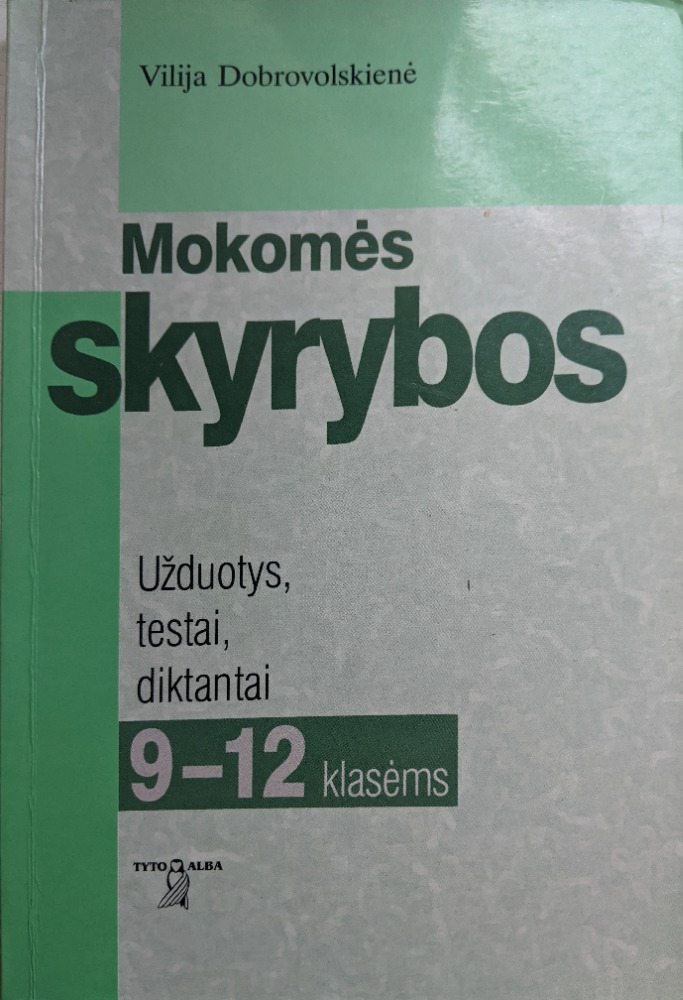 Vilija Dobrovolskienė
Mokomės
skyrybos
Užduotys,
testai,
diktantai
9–12 klasėms
TYTO ALBA